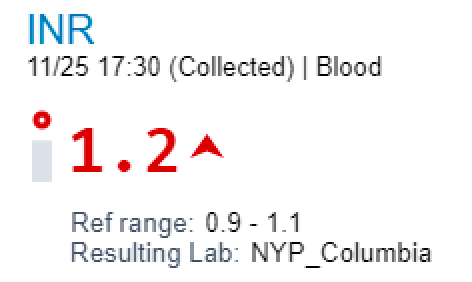 INR
11/25 17:30 (Collected) | Blood
1.2
Ref range: 0.9 - 1.1
Resulting Lab: NYP_Columbia